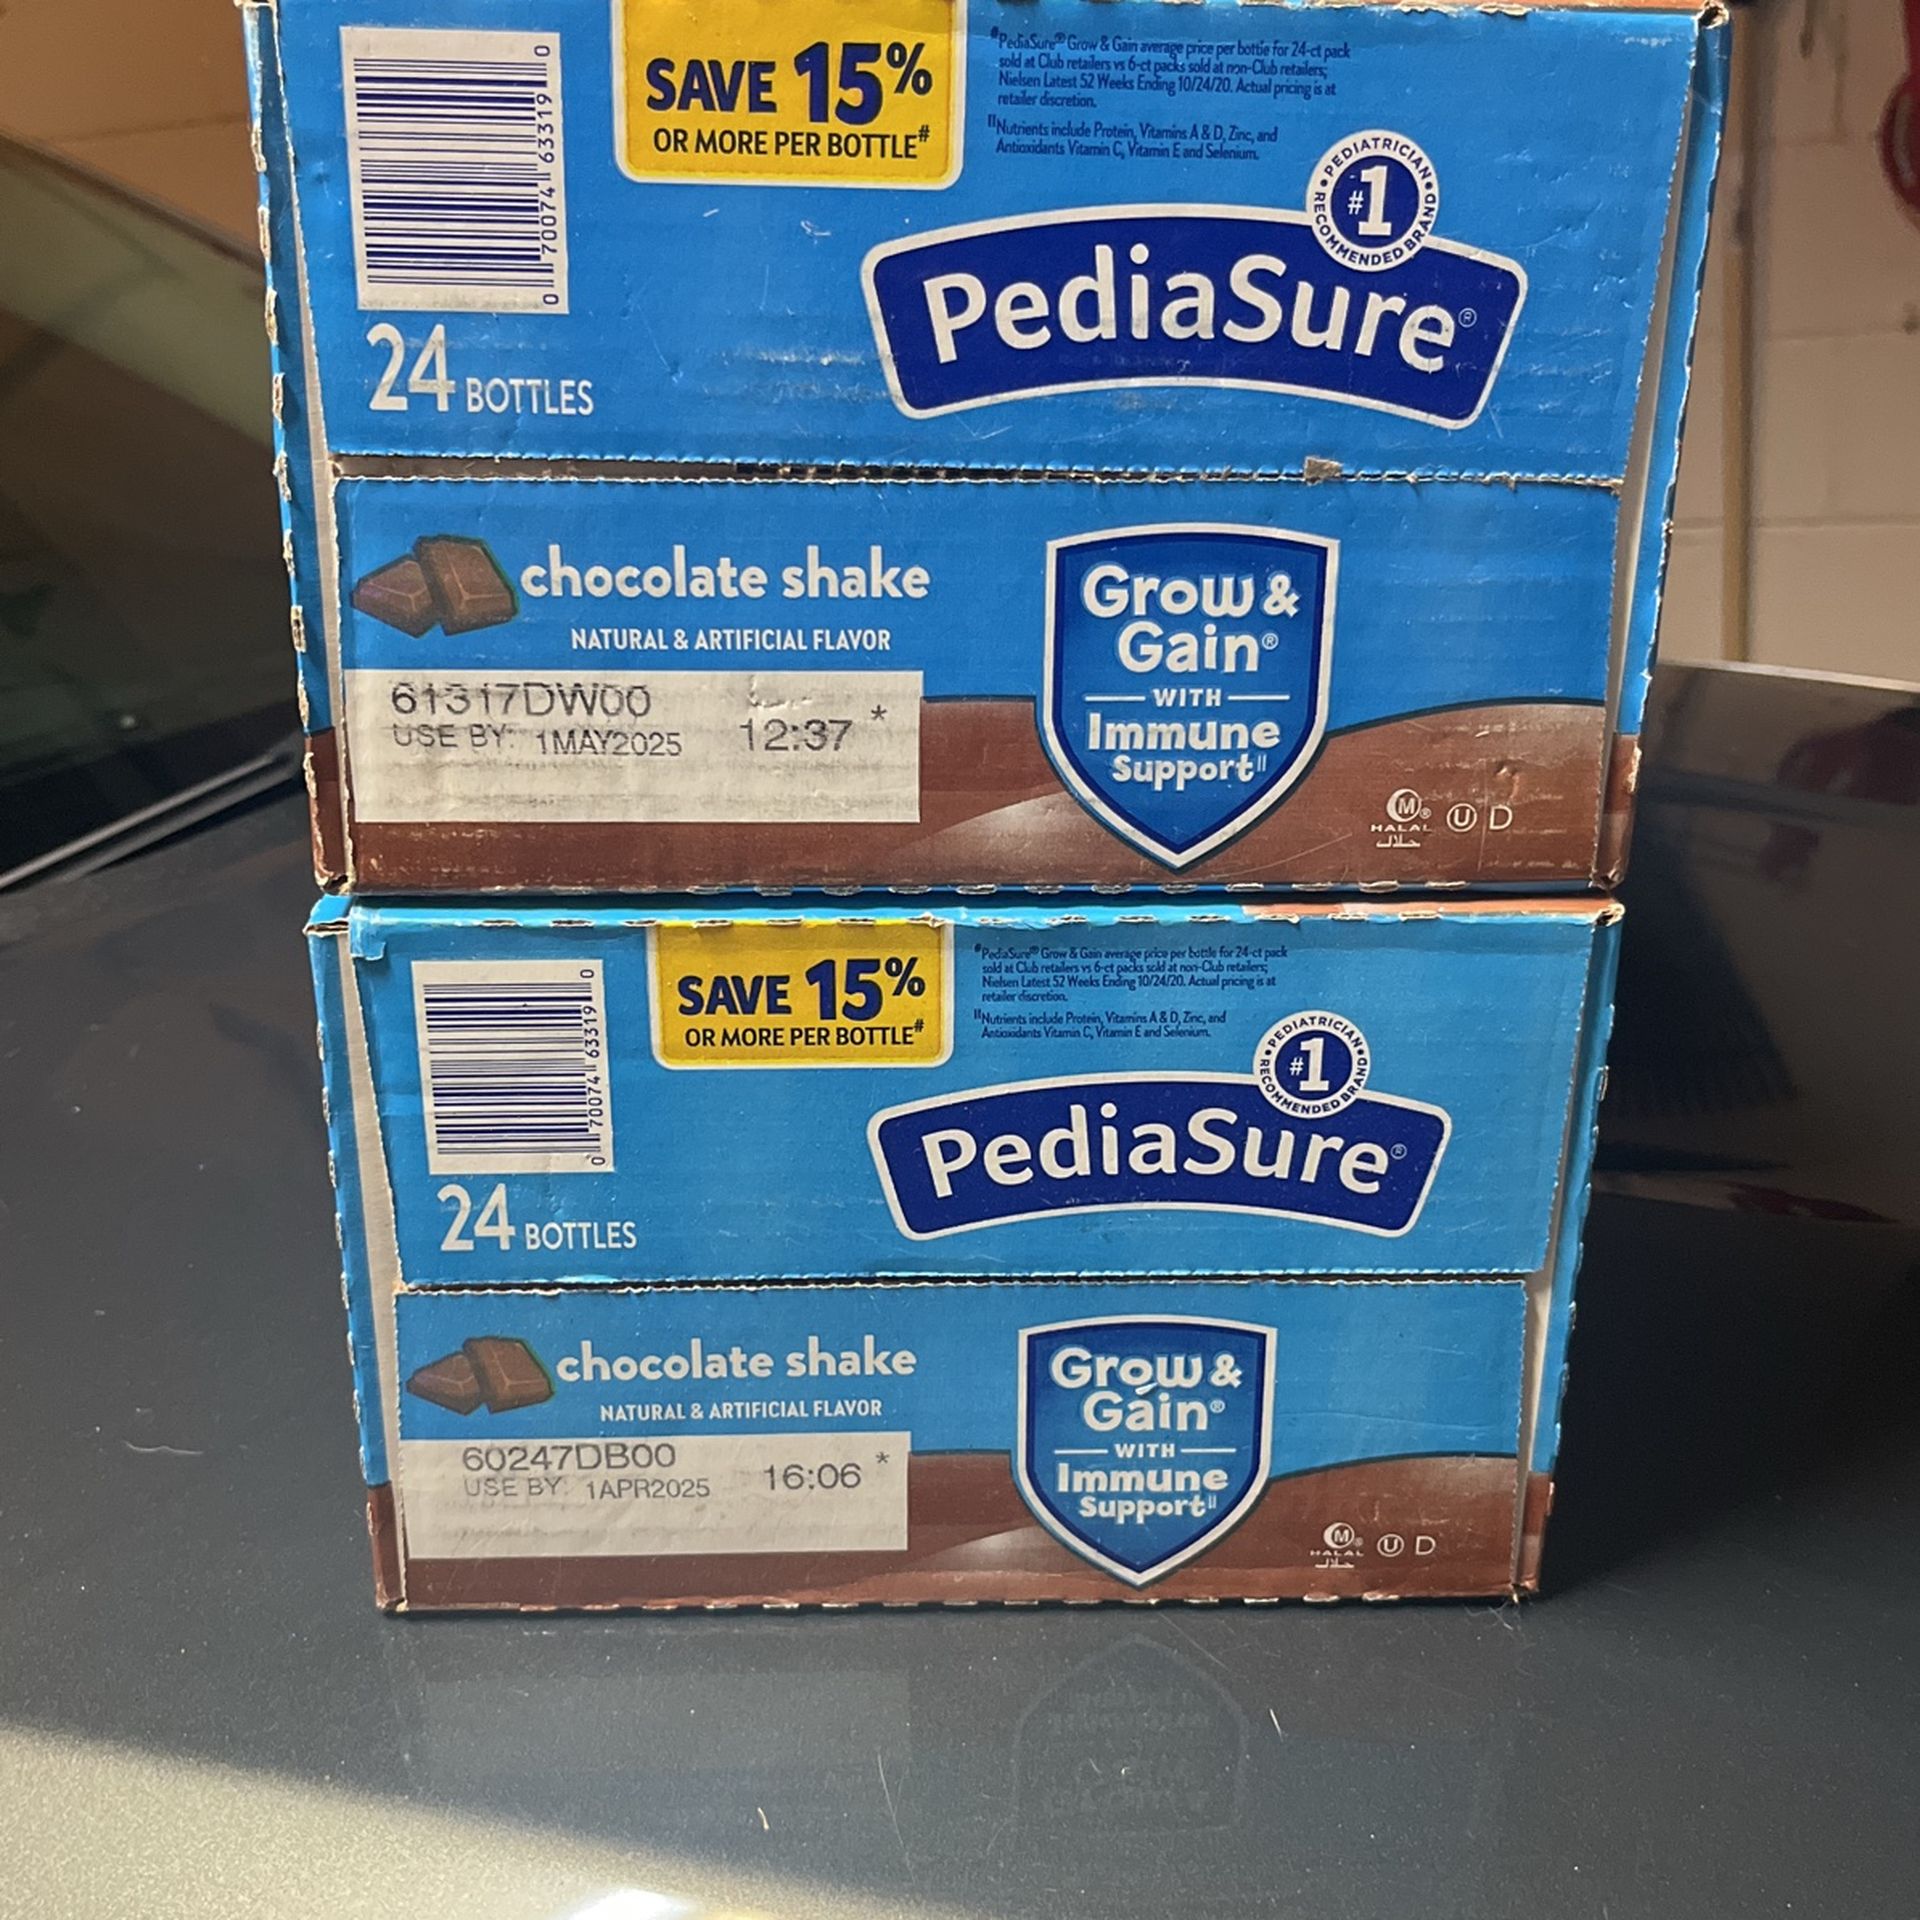 0 70074 63319 0
SAVE 15%
OR MORE PER BOTTLE#
#PediaSure® Grow & Gain average price per bottle for 24-ct pack
sold at Club retailers vs 6-ct packs sold at non-Club retailers;
Nielsen Latest 52 Weeks Ending 10/24/20. Actual pricing is at
retailer discretion.
||Nutrients include Protein, Vitamins A & D, Zinc, and
Antioxidants Vitamin C, Vitamin E and Selenium.
#1
PEDIATRICIAN
RECOMMENDED BRAND
PediaSure®
24 BOTTLES
chocolate shake
NATURAL & ARTIFICIAL FLAVOR
61317DW00
USE BY: 1MAY2025 12:37 *
Grow &
Gain®
WITH
Immune
Support||
M® U D
HALAL
حلال
0 70074 63319 0
SAVE 15%
OR MORE PER BOTTLE#
#PediaSure® Grow & Gain average price per bottle for 24-ct pack
sold at Club retailers vs 6-ct packs sold at non-Club retailers;
Nielsen Latest 52 Weeks Ending 10/24/20. Actual pricing is at
retailer discretion.
||Nutrients include Protein, Vitamins A & D, Zinc, and
Antioxidants Vitamin C, Vitamin E and Selenium.
#1
PEDIATRICIAN
RECOMMENDED BRAND
PediaSure®
24 BOTTLES
chocolate shake
NATURAL & ARTIFICIAL FLAVOR
60247DB00
USE BY: 1APR2025 16:06 *
Grow &
Gain®
WITH
Immune
Support||
M® U D
HALAL
حلال